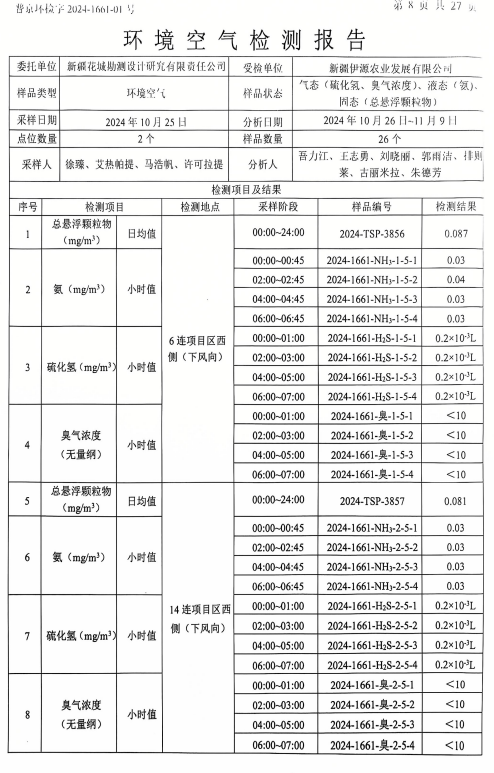 普京环检字 2024-1661-01 号
第 8 页 共 27 页
环境空气检测报告
委托单位 新疆花城勘测设计研究有限责任公司 受检单位 新疆伊源农业发展有限公司
样品类型 环境空气 样品状态 气态（硫化氢、臭气浓度）、液态（氨)、
固态（总悬浮颗粒物）
采样日期 2024 年 10 月 25 日 分析日期 2024 年 10 月 26 日~11 月 9 日
点位数量 2 个 样品数量 26 个
采样人 徐臻、艾热帕提、马浩帆、许可拉提 分析人 吾力江、王志勇、刘晓丽、郭雨洁、排则
莱、古丽米拉、朱德芳
检测项目及结果
序号 检测项目 检测地点 采样阶段 样品编号 检测结果
1 总悬浮颗粒物
（mg/m³） 日均值 00:00~24:00 2024-TSP-3856 0.087
00:00~00:45 2024-1661-NH₃-1-5-1 0.03
2 氨（mg/m³） 小时值 02:00~02:45 2024-1661-NH₃-1-5-2 0.04
04:00~04:45 2024-1661-NH₃-1-5-3 0.03
06:00~06:45 2024-1661-NH₃-1-5-4 0.03
6 连项目区西
侧（下风向）
00:00~01:00 2024-1661-H₂S-1-5-1 0.2×10⁻³L
3 硫化氢（mg/m³） 小时值 02:00~03:00 2024-1661-H₂S-1-5-2 0.2×10⁻³L
04:00~05:00 2024-1661-H₂S-1-5-3 0.2×10⁻³L
06:00~07:00 2024-1661-H₂S-1-5-4 0.2×10⁻³L
00:00~01:00 2024-1661-臭-1-5-1 ＜10
4 臭气浓度
（无量纲） 小时值 02:00~03:00 2024-1661-臭-1-5-2 ＜10
04:00~05:00 2024-1661-臭-1-5-3 ＜10
06:00~07:00 2024-1661-臭-1-5-4 ＜10
5 总悬浮颗粒物
（mg/m³） 日均值 00:00~24:00 2024-TSP-3857 0.081
00:00~00:45 2024-1661-NH₃-2-5-1 0.03
6 氨（mg/m³） 小时值 02:00~02:45 2024-1661-NH₃-2-5-2 0.03
04:00~04:45 2024-1661-NH₃-2-5-3 0.03
06:00~06:45 2024-1661-NH₃-2-5-4 0.03
14 连项目区西
侧（下风向）
00:00~01:00 2024-1661-H₂S-2-5-1 0.2×10⁻³L
7 硫化氢（mg/m³） 小时值 02:00~03:00 2024-1661-H₂S-2-5-2 0.2×10⁻³L
04:00~05:00 2024-1661-H₂S-2-5-3 0.2×10⁻³L
06:00~07:00 2024-1661-H₂S-2-5-4 0.2×10⁻³L
00:00~01:00 2024-1661-臭-2-5-1 ＜10
8 臭气浓度
（无量纲） 小时值 02:00~03:00 2024-1661-臭-2-5-2 ＜10
04:00~05:00 2024-1661-臭-2-5-3 ＜10
06:00~07:00 2024-1661-臭-2-5-4 ＜10